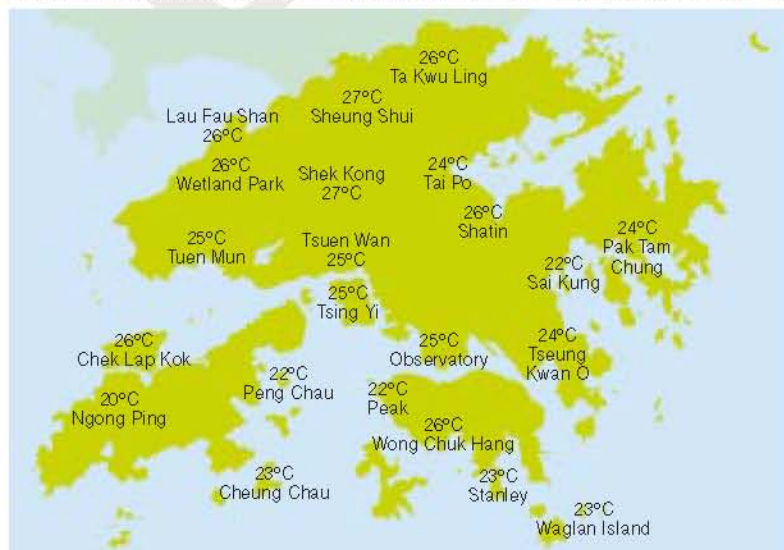 26°C
Ta Kwu Ling
27°C
Sheung Shui
Lau Fau Shan
26°C
26°C
Wetland Park
Shek Kong
27°C
24°C
Tai Po
26°C
Shatin
24°C
Pak Tam
Chung
25°C
Tuen Mun
Tsuen Wan
25°C
22°C
Sai Kung
25°C
Tsing Yi
26°C
Chek Lap Kok
25°C
Observatory
24°C
Tseung
Kwan O
22°C
Peng Chau
22°C
Peak
20°C
Ngong Ping
26°C
Wong Chuk Hang
23°C
Cheung Chau
23°C
Stanley
23°C
Waglan Island